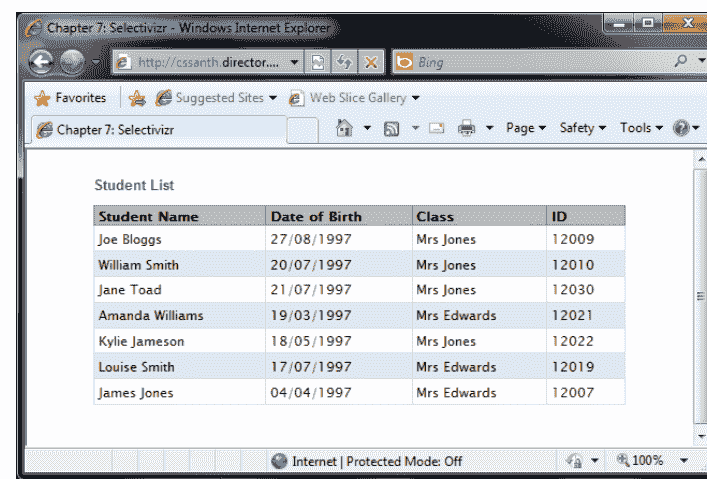 Chapter 7: Selectivizr - Windows Internet Explorer
http://cssanth.director.... Bing
Favorites Suggested Sites Web Slice Gallery
Chapter 7: Selectivizr Page Safety Tools
Student List
Student Name Date of Birth Class ID
Joe Bloggs 27/08/1997 Mrs Jones 12009
William Smith 20/07/1997 Mrs Jones 12010
Jane Toad 21/07/1997 Mrs Jones 12030
Amanda Williams 19/03/1997 Mrs Edwards 12021
Kylie Jameson 18/05/1997 Mrs Jones 12022
Louise Smith 17/07/1997 Mrs Edwards 12019
James Jones 04/04/1997 Mrs Edwards 12007
Internet | Protected Mode: Off 100%